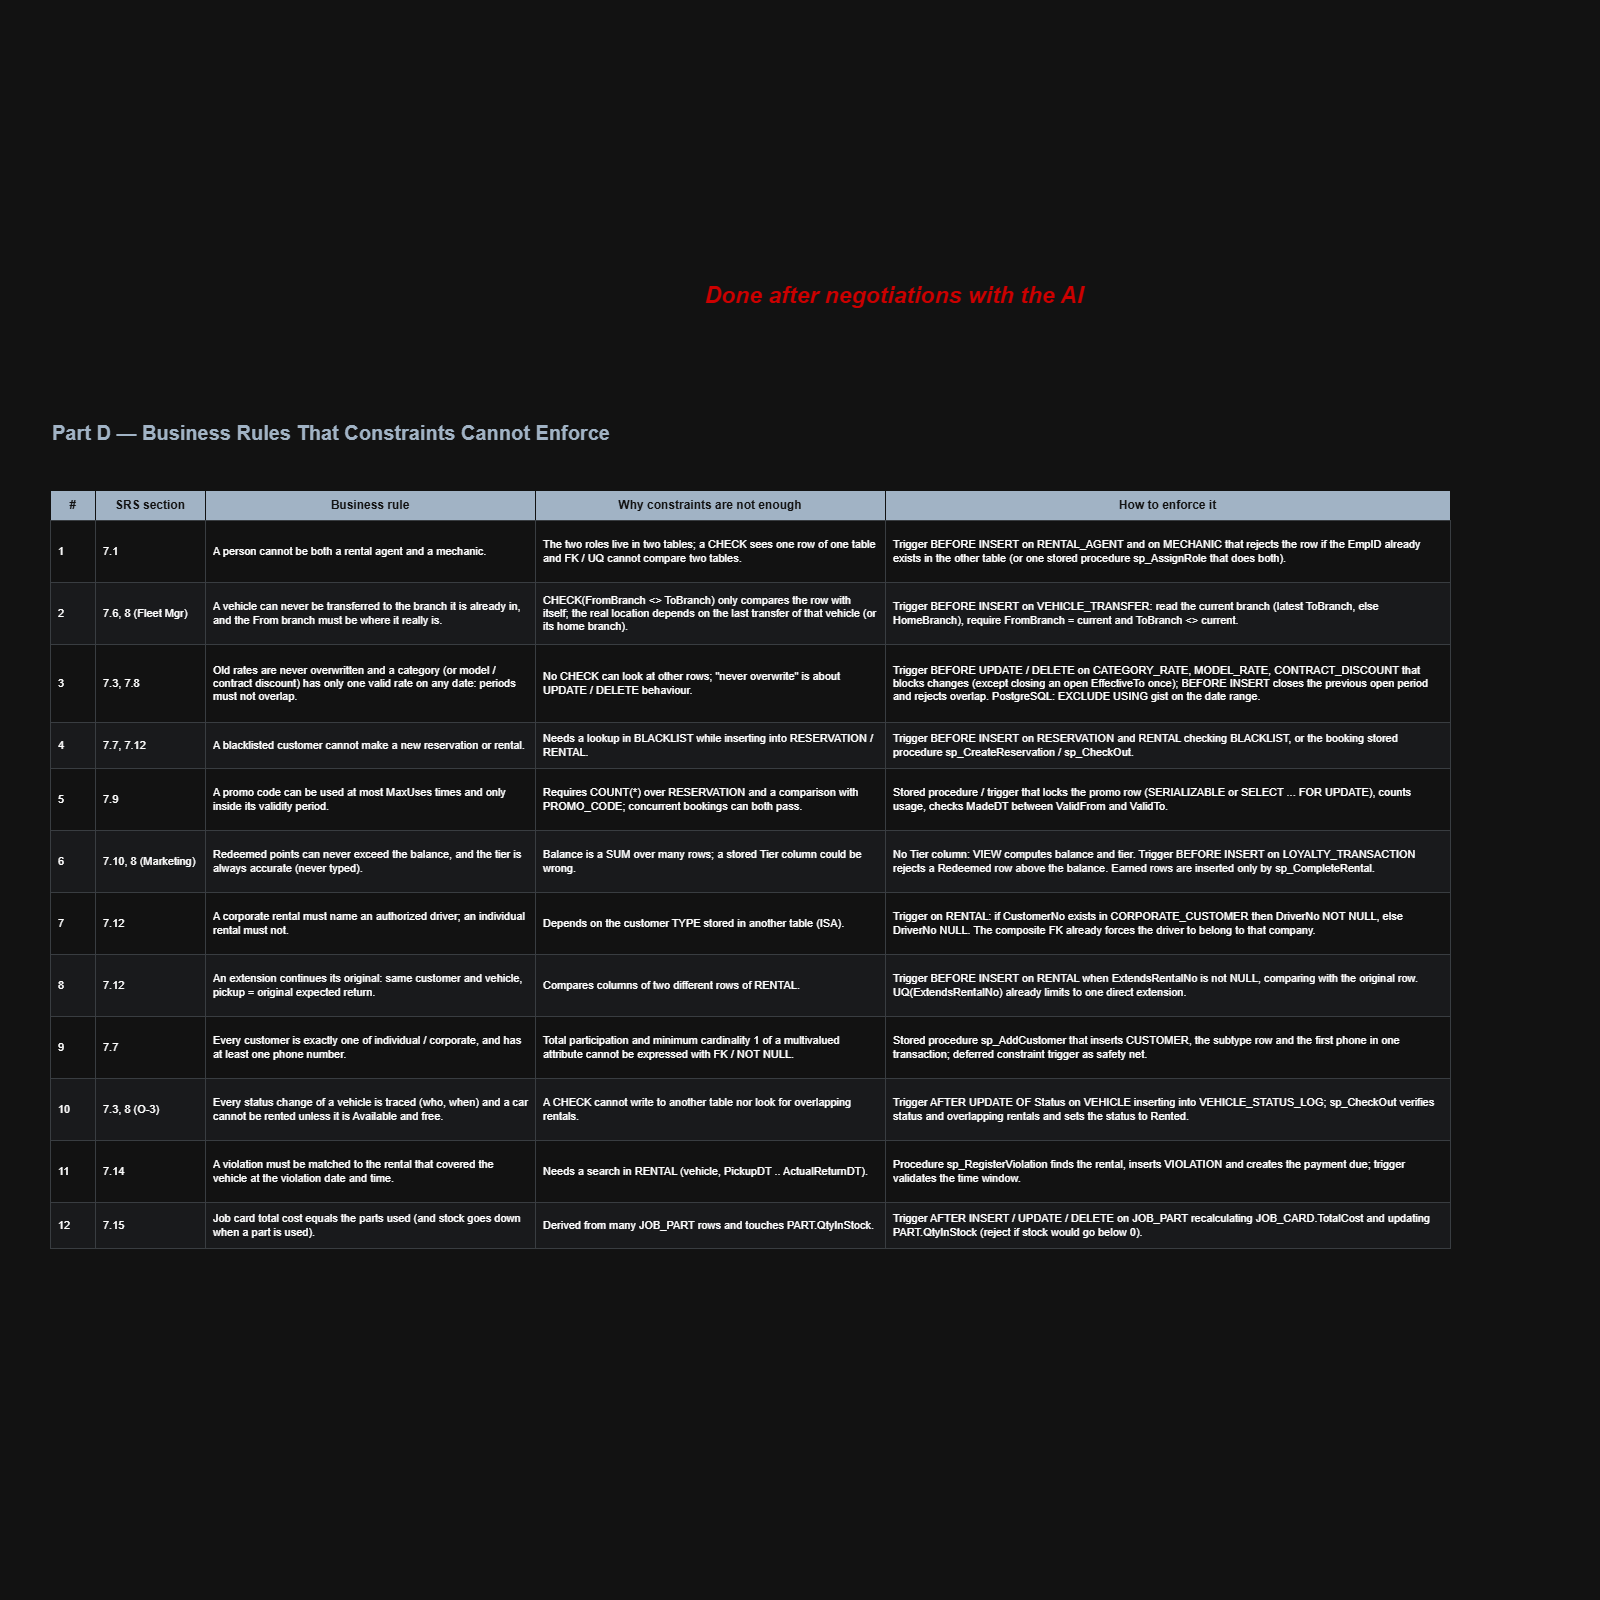 Done after negotiations with the AI
Part D — Business Rules That Constraints Cannot Enforce
# SRS section Business rule Why constraints are not enough How to enforce it
1
7.1
A person cannot be both a rental agent and a mechanic.
The two roles live in two tables; a CHECK sees one row of one table
and FK / UQ cannot compare two tables.
Trigger BEFORE INSERT on RENTAL_AGENT and on MECHANIC that rejects the row if the EmpID already
exists in the other table (or one stored procedure sp_AssignRole that does both).
2
7.6, 8 (Fleet Mgr)
A vehicle can never be transferred to the branch it is already in,
and the From branch must be where it really is.
CHECK(FromBranch <> ToBranch) only compares the row with
itself; the real location depends on the last transfer of that vehicle (or
its home branch).
Trigger BEFORE INSERT on VEHICLE_TRANSFER: read the current branch (latest ToBranch, else
HomeBranch), require FromBranch = current and ToBranch <> current.
3
7.3, 7.8
Old rates are never overwritten and a category (or model /
contract discount) has only one valid rate on any date: periods
must not overlap.
No CHECK can look at other rows; "never overwrite" is about
UPDATE / DELETE behaviour.
Trigger BEFORE UPDATE / DELETE on CATEGORY_RATE, MODEL_RATE, CONTRACT_DISCOUNT that
blocks changes (except closing an open EffectiveTo once); BEFORE INSERT closes the previous open period
and rejects overlap. PostgreSQL: EXCLUDE USING gist on the date range.
4
7.7, 7.12
A blacklisted customer cannot make a new reservation or rental.
Needs a lookup in BLACKLIST while inserting into RESERVATION /
RENTAL.
Trigger BEFORE INSERT on RESERVATION and RENTAL checking BLACKLIST, or the booking stored
procedure sp_CreateReservation / sp_CheckOut.
5
7.9
A promo code can be used at most MaxUses times and only
inside its validity period.
Requires COUNT(*) over RESERVATION and a comparison with
PROMO_CODE; concurrent bookings can both pass.
Stored procedure / trigger that locks the promo row (SERIALIZABLE or SELECT ... FOR UPDATE), counts
usage, checks MadeDT between ValidFrom and ValidTo.
6
7.10, 8 (Marketing)
Redeemed points can never exceed the balance, and the tier is
always accurate (never typed).
Balance is a SUM over many rows; a stored Tier column could be
wrong.
No Tier column: VIEW computes balance and tier. Trigger BEFORE INSERT on LOYALTY_TRANSACTION
rejects a Redeemed row above the balance. Earned rows are inserted only by sp_CompleteRental.
7
7.12
A corporate rental must name an authorized driver; an individual
rental must not.
Depends on the customer TYPE stored in another table (ISA).
Trigger on RENTAL: if CustomerNo exists in CORPORATE_CUSTOMER then DriverNo NOT NULL, else
DriverNo NULL. The composite FK already forces the driver to belong to that company.
8
7.12
An extension continues its original: same customer and vehicle,
pickup = original expected return.
Compares columns of two different rows of RENTAL.
Trigger BEFORE INSERT on RENTAL when ExtendsRentalNo is not NULL, comparing with the original row.
UQ(ExtendsRentalNo) already limits to one direct extension.
9
7.7
Every customer is exactly one of individual / corporate, and has
at least one phone number.
Total participation and minimum cardinality 1 of a multivalued
attribute cannot be expressed with FK / NOT NULL.
Stored procedure sp_AddCustomer that inserts CUSTOMER, the subtype row and the first phone in one
transaction; deferred constraint trigger as safety net.
10
7.3, 8 (O-3)
Every status change of a vehicle is traced (who, when) and a car
cannot be rented unless it is Available and free.
A CHECK cannot write to another table nor look for overlapping
rentals.
Trigger AFTER UPDATE OF Status on VEHICLE inserting into VEHICLE_STATUS_LOG; sp_CheckOut verifies
status and overlapping rentals and sets the status to Rented.
11
7.14
A violation must be matched to the rental that covered the
vehicle at the violation date and time.
Needs a search in RENTAL (vehicle, PickupDT .. ActualReturnDT).
Procedure sp_RegisterViolation finds the rental, inserts VIOLATION and creates the payment due; trigger
validates the time window.
12
7.15
Job card total cost equals the parts used (and stock goes down
when a part is used).
Derived from many JOB_PART rows and touches PART.QtyInStock.
Trigger AFTER INSERT / UPDATE / DELETE on JOB_PART recalculating JOB_CARD.TotalCost and updating
PART.QtyInStock (reject if stock would go below 0).